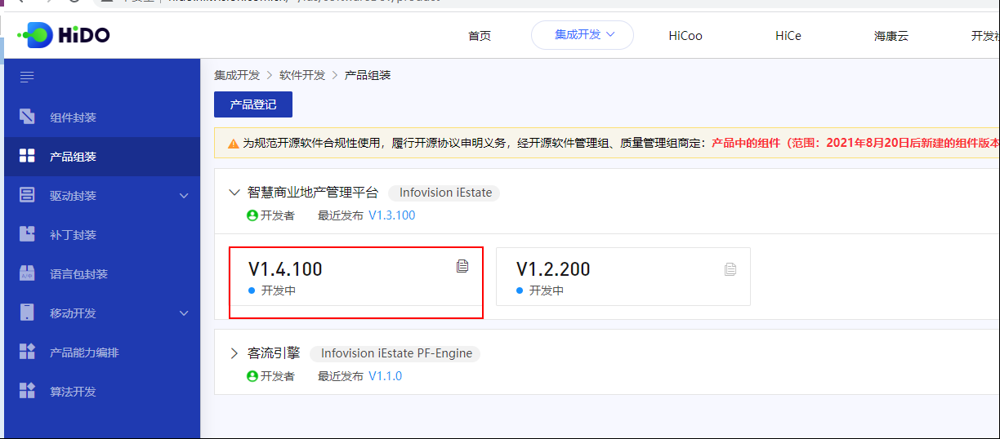 HiDO
首页
集成开发
HiCoo
HiCe
海康云
集成开发 > 软件开发 > 产品组装
产品登记
组件封装
产品组装
驱动封装
补丁封装
语言包封装
移动开发
产品能力编排
算法开发
为规范开源软件合规性使用，履行开源协议申明义务，经开源软件管理组、质量管理组商定：产品中的组件（范围：2021年8月20日后新建的组件版本
智慧商业地产管理平台 Infovision iEstate
开发者 最近发布 V1.3.100
V1.4.100
开发中
V1.2.200
开发中
客流引擎 Infovision iEstate PF-Engine
开发者 最近发布 V1.1.0